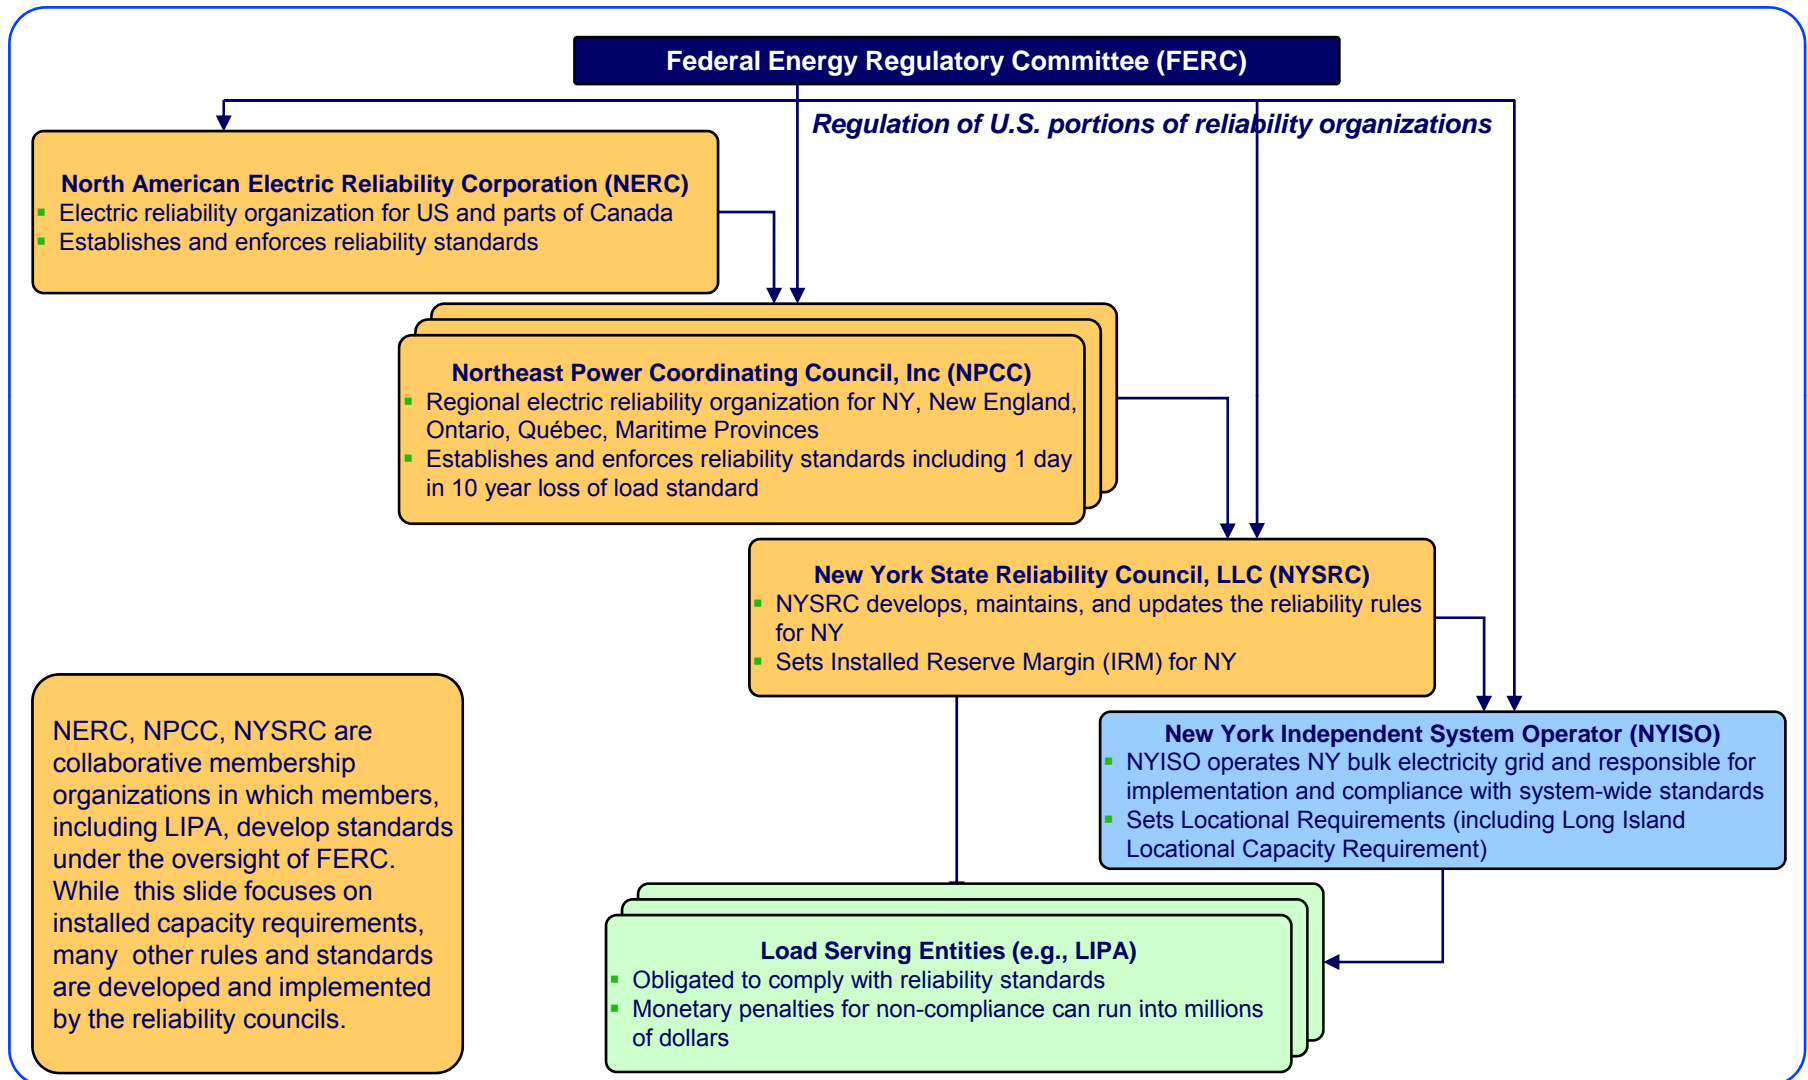 Federal Energy Regulatory Committee (FERC)
Regulation of U.S. portions of reliability organizations
North American Electric Reliability Corporation (NERC)
Electric reliability organization for US and parts of Canada
Establishes and enforces reliability standards
Northeast Power Coordinating Council, Inc (NPCC)
Regional electric reliability organization for NY, New England,
Ontario, Québec, Maritime Provinces
Establishes and enforces reliability standards including 1 day
in 10 year loss of load standard
New York State Reliability Council, LLC (NYSRC)
NYSRC develops, maintains, and updates the reliability rules
for NY
Sets Installed Reserve Margin (IRM) for NY
New York Independent System Operator (NYISO)
NYISO operates NY bulk electricity grid and responsible for
implementation and compliance with system-wide standards
Sets Locational Requirements (including Long Island
Locational Capacity Requirement)
Load Serving Entities (e.g., LIPA)
Obligated to comply with reliability standards
Monetary penalties for non-compliance can run into millions
of dollars
NERC, NPCC, NYSRC are
collaborative membership
organizations in which members,
including LIPA, develop standards
under the oversight of FERC.
While this slide focuses on
installed capacity requirements,
many other rules and standards
are developed and implemented
by the reliability councils.